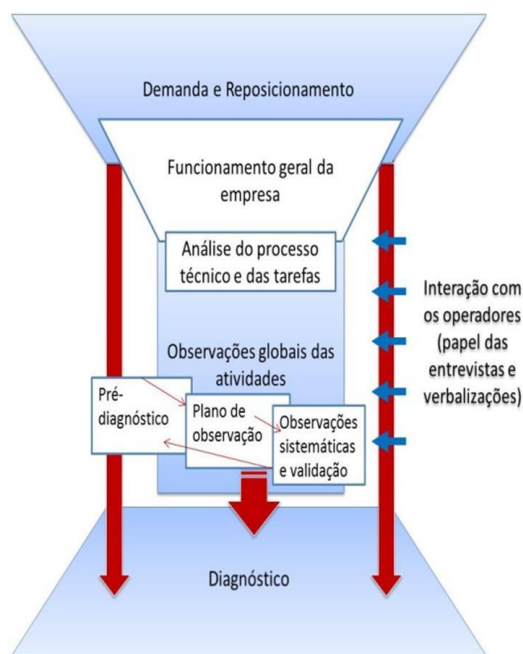 Demanda e Reposicionamento
Funcionamento geral da
empresa
Análise do processo
técnico e das tarefas
Interação com
os operadores
(papel das
entrevistas e
verbalizações)
Observações globais das
atividades
Pré-
diagnóstico
Plano de
observação
Observações
sistemáticas
e validação
Diagnóstico